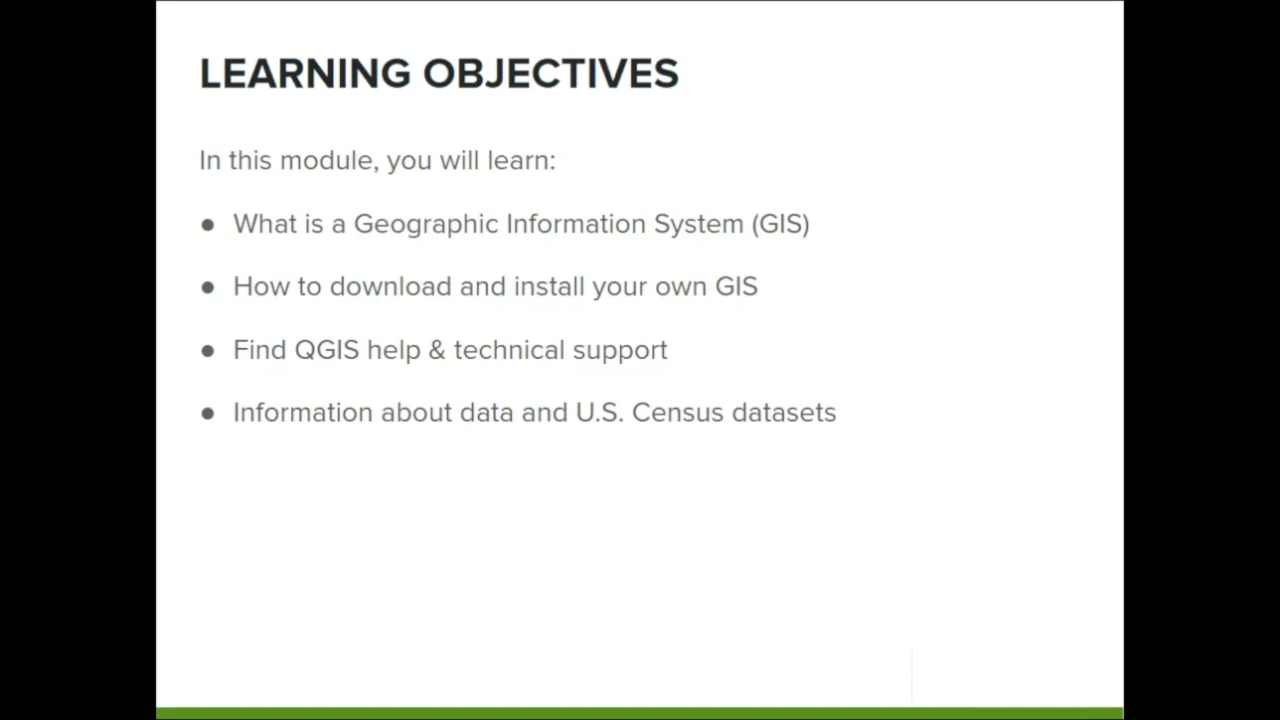 LEARNING OBJECTIVES
In this module, you will learn:
● What is a Geographic Information System (GIS)
● How to download and install your own GIS
● Find QGIS help & technical support
● Information about data and U.S. Census datasets